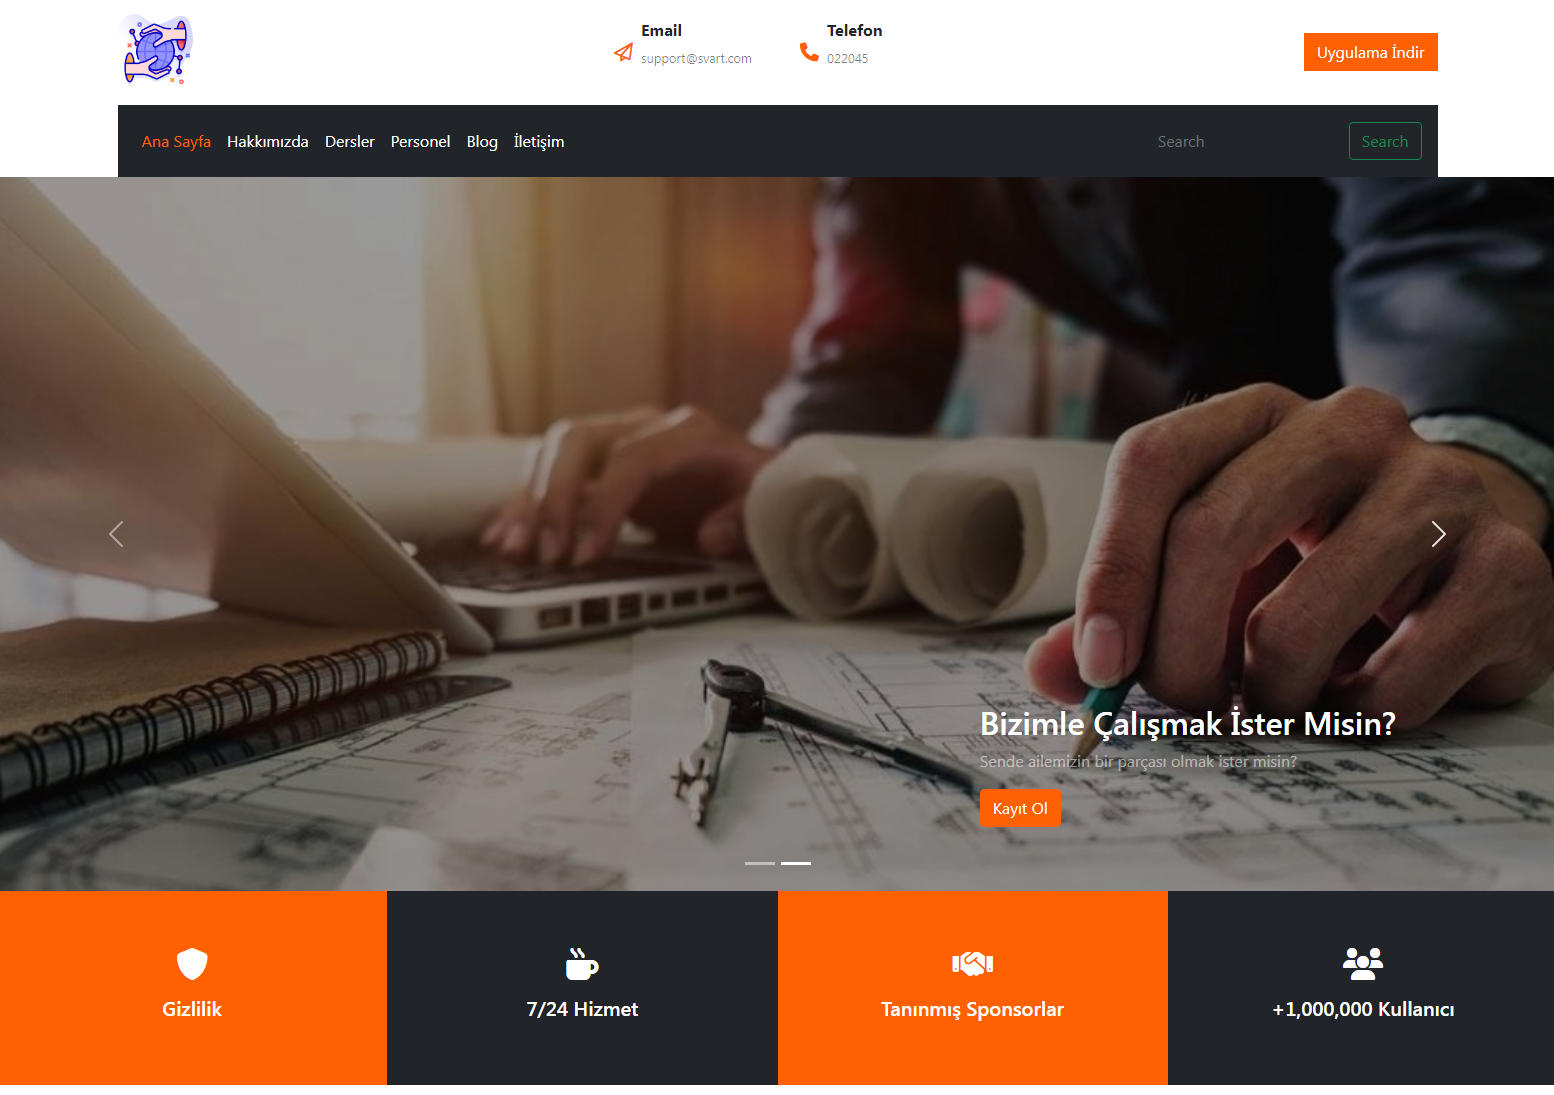 Email
support@svart.com
Telefon
022045
Uygulama İndir
Ana Sayfa Hakkımızda Dersler Personel Blog İletişim Search Search
Bizimle Çalışmak İster Misin?
Sende ailemizin bir parçası olmak ister misin?
Kayıt Ol
Gizlilik
7/24 Hizmet
Tanınmış Sponsorlar
+1,000,000 Kullanıcı